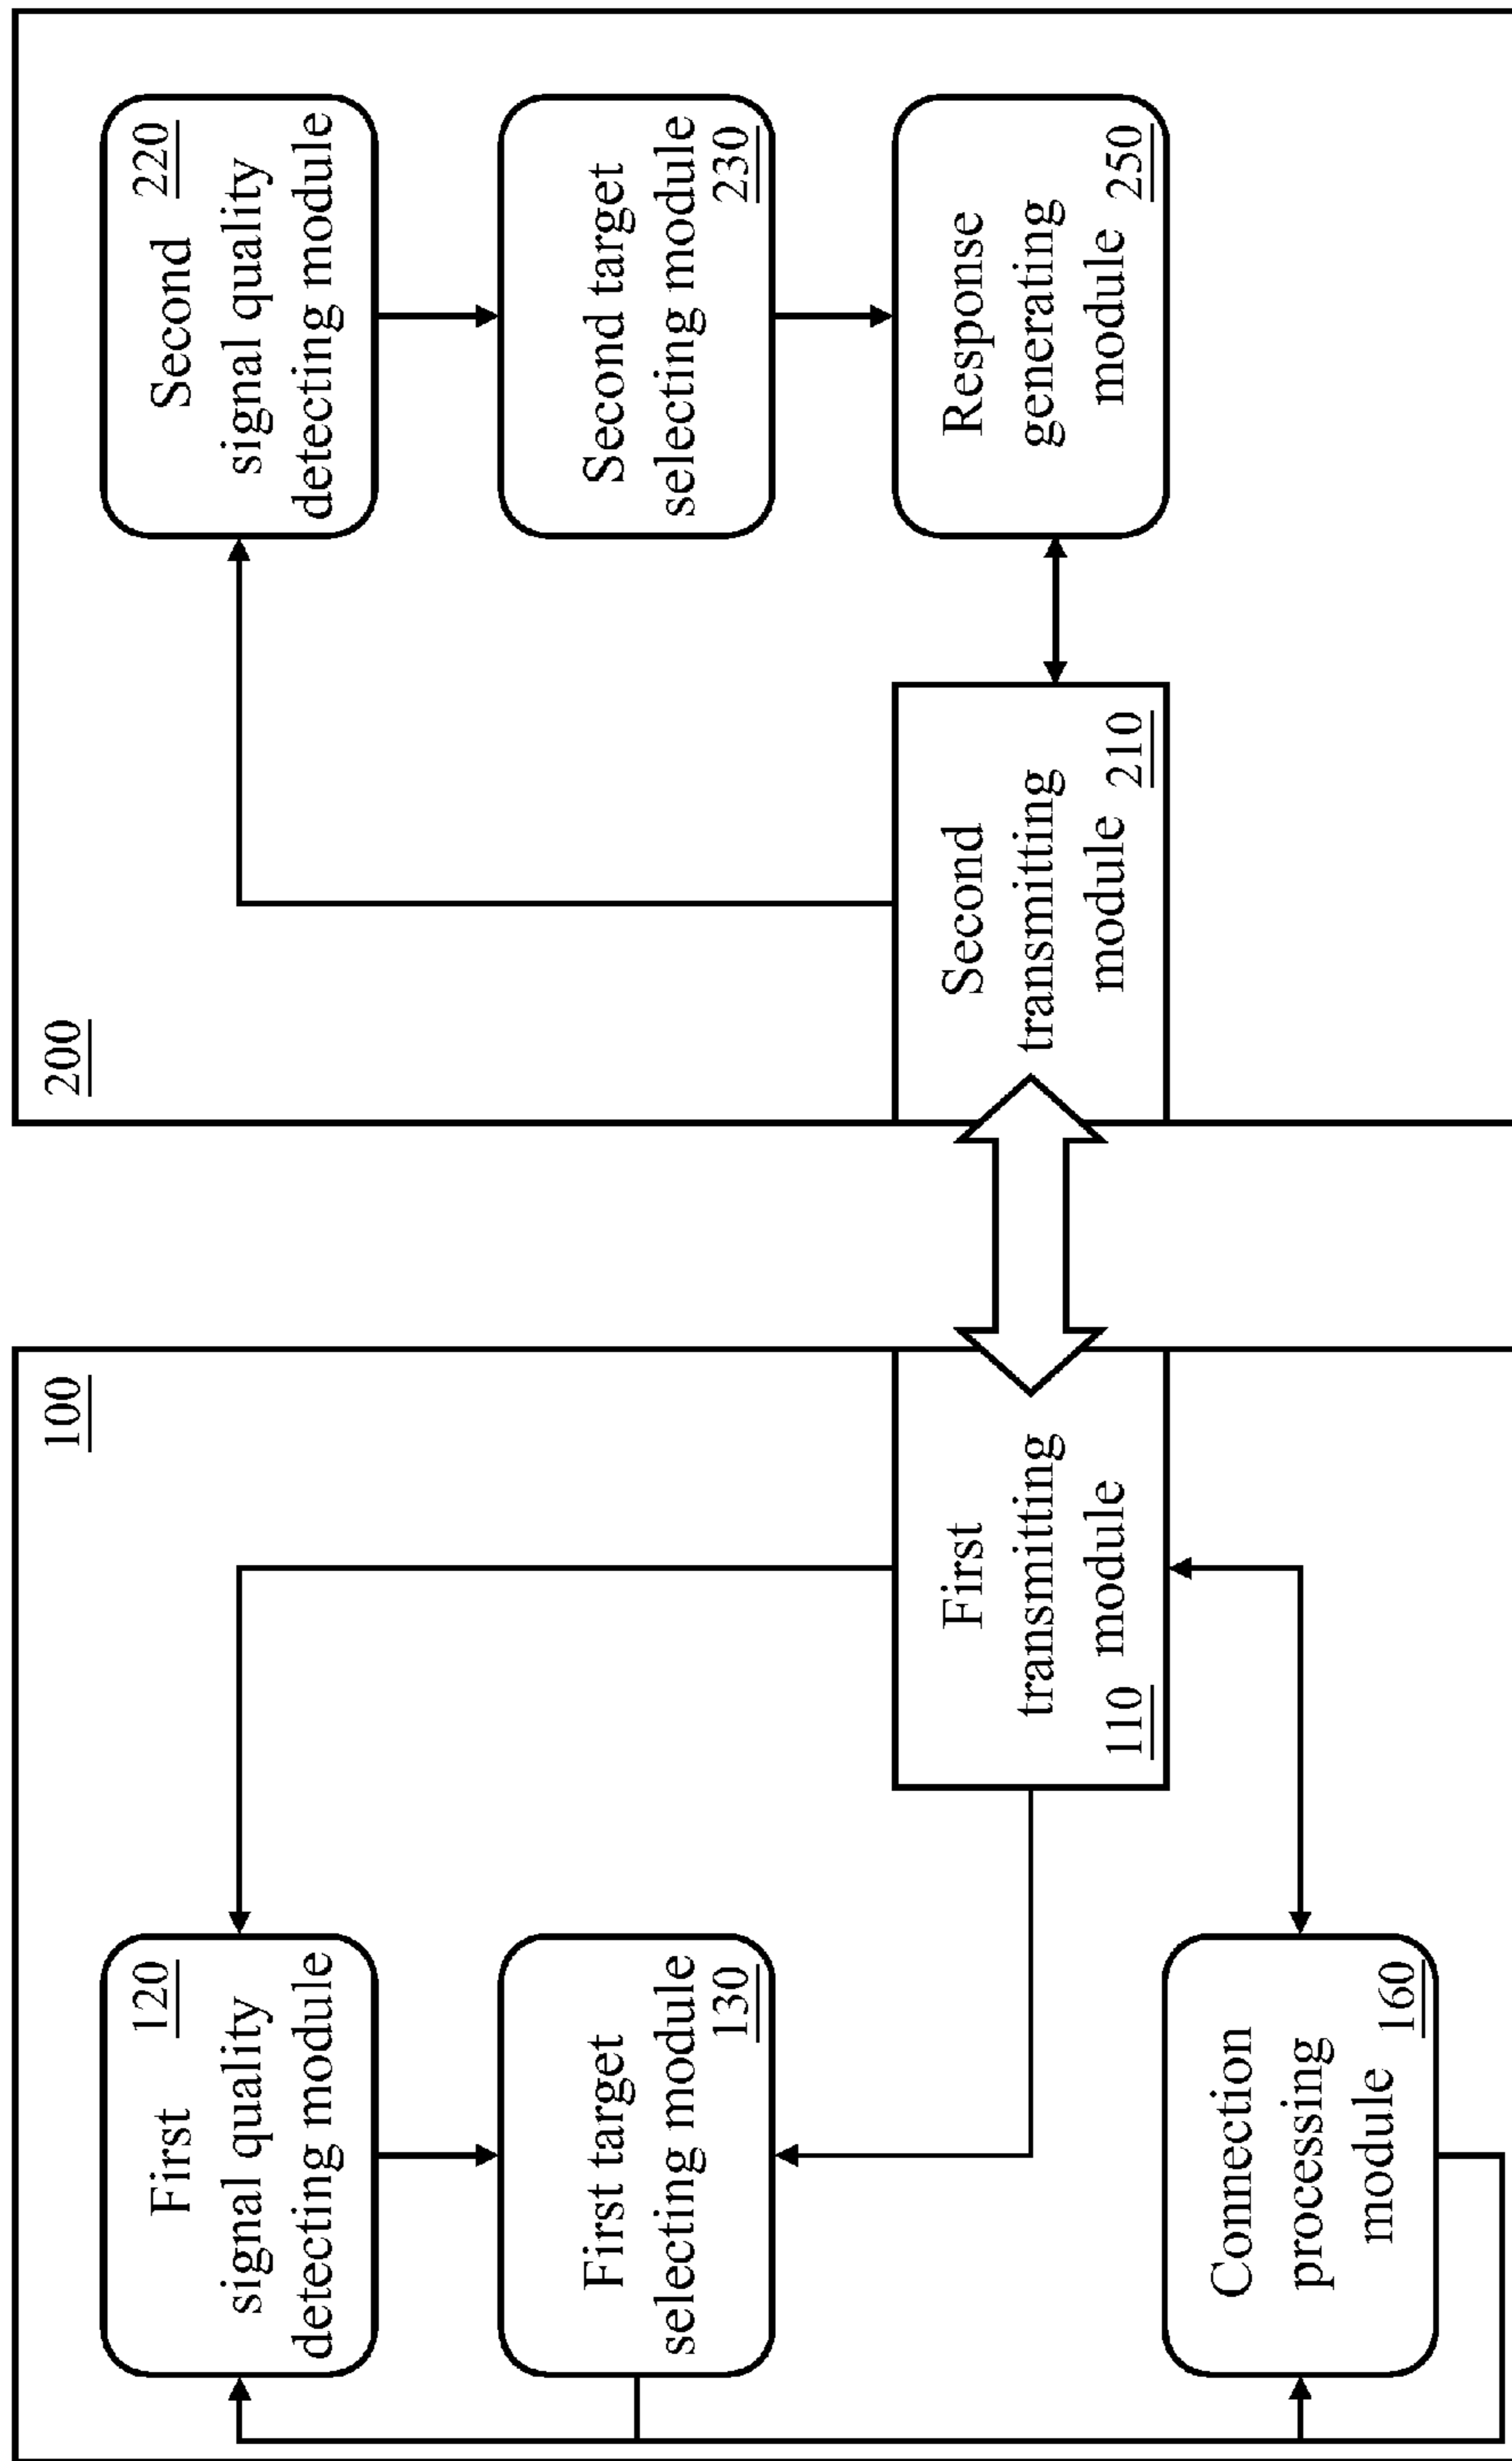 100
First
120
signal quality
detecting module
First target
selecting module
130
First
transmitting
110 module
Connection
processing
module
160
200
Second
220
signal quality
detecting module
Second target
selecting module
230
Second
transmitting
module 210
Response
generating
module 250